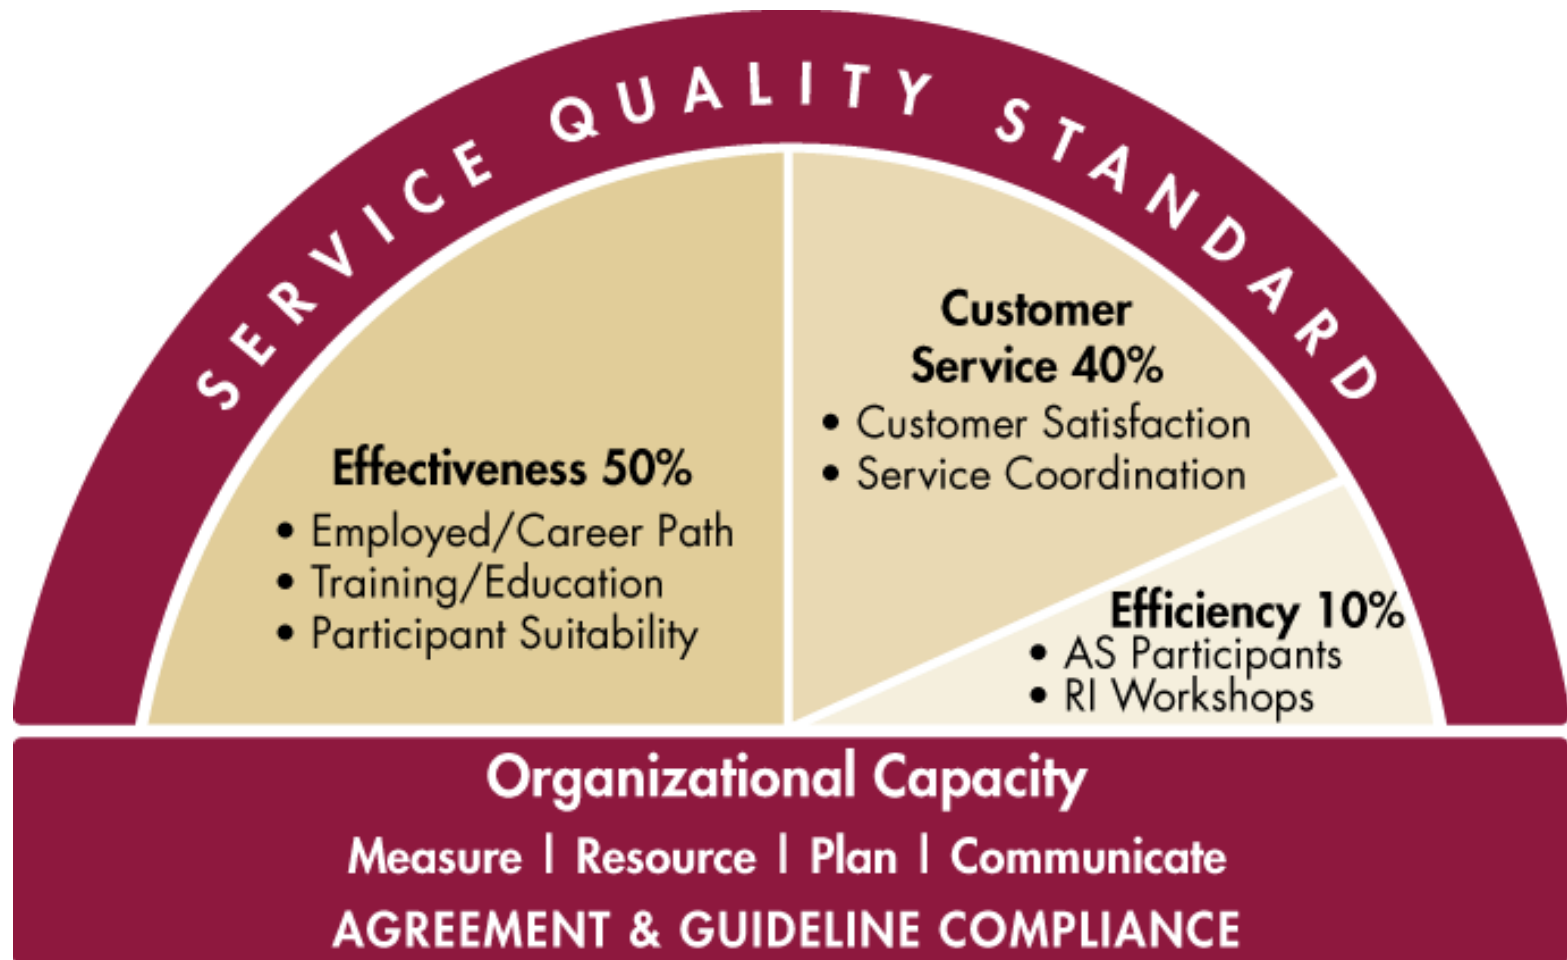 SERVICE QUALITY STANDARD
Effectiveness 50%
• Employed/Career Path
• Training/Education
• Participant Suitability
Customer
Service 40%
• Customer Satisfaction
• Service Coordination
Efficiency 10%
• AS Participants
• RI Workshops
Organizational Capacity
Measure | Resource | Plan | Communicate
AGREEMENT & GUIDELINE COMPLIANCE